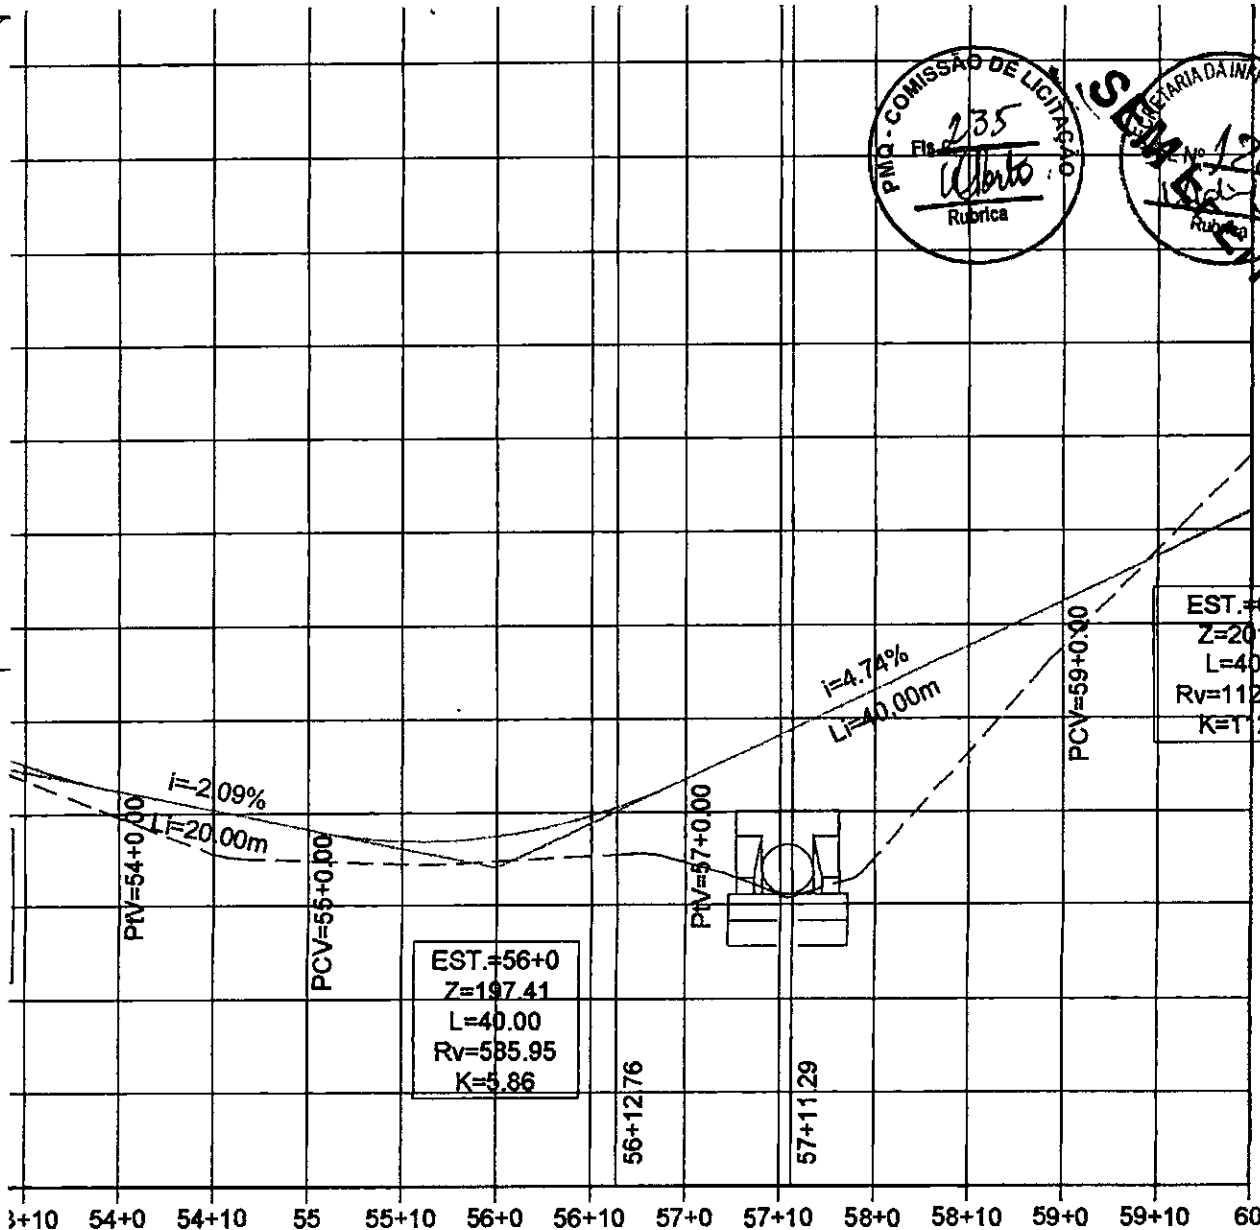 PMQ - COMISSÃO DE LICITAÇÃO
Fls. 235
Rubrica
Nº 12
Rubrica
i=-2.09%
Li=20.00m
PtV=54+0.00
PCV=55+0.00
EST.=56+0
Z=197.41
L=40.00
Rv=585.95
K=5.86
56+12.76
PtV=57+0.00
57+11.29
i=4.74%
Li=40,00m
PCV=59+0.00
EST.=
Z=20
L=40
Rv=112
3+10 54+0 54+10 55 55+10 56+0 56+10 57+0 57+10 58+0 58+10 59+0 59+10